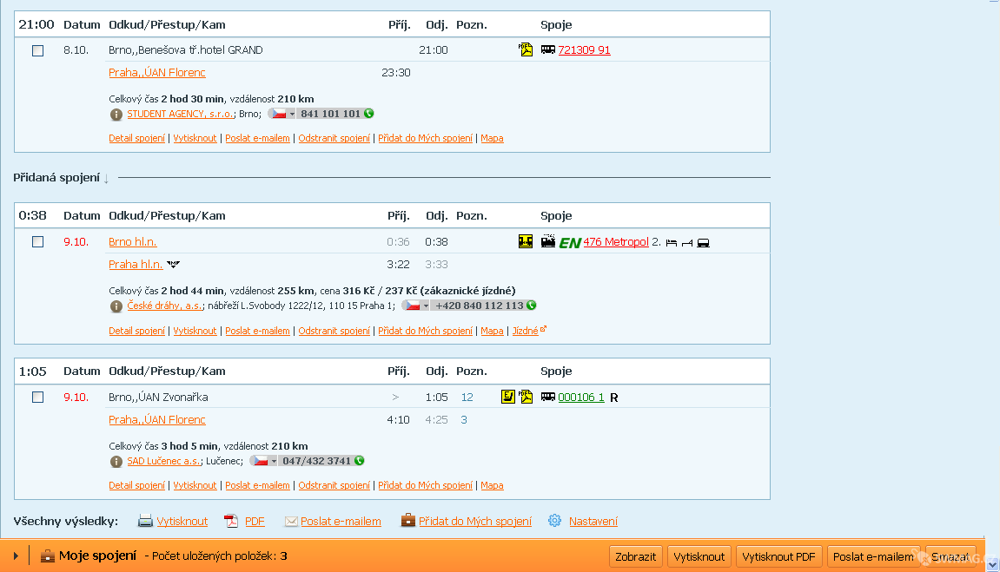 21:00 Datum Odkud/Přestup/Kam Příj. Odj. Pozn. Spoje
8.10. Brno,,Benešova tř.hotel GRAND 21:00 PDF 721309 91
Praha,,ÚAN Florenc 23:30
Celkový čas 2 hod 30 min, vzdálenost 210 km
STUDENT AGENCY, s.r.o.; Brno; 841 101 101
Detail spojení | Vytisknout | Poslat e-mailem | Odstranit spojení | Přidat do Mých spojení | Mapa
Přidaná spojení ↓
0:38 Datum Odkud/Přestup/Kam Příj. Odj. Pozn. Spoje
9.10. Brno hl.n. 0:36 0:38 EN 476 Metropol 2.
Praha hl.n. 3:22 3:33
Celkový čas 2 hod 44 min, vzdálenost 255 km, cena 316 Kč / 237 Kč (zákaznické jízdné)
České dráhy, a.s.; nábřeží L.Svobody 1222/12, 110 15 Praha 1; +420 840 112 113
Detail spojení | Vytisknout | Poslat e-mailem | Odstranit spojení | Přidat do Mých spojení | Mapa | Jízdné
1:05 Datum Odkud/Přestup/Kam Příj. Odj. Pozn. Spoje
9.10. Brno,,ÚAN Zvonařka > 1:05 12 PDF 000106 1 R
Praha,,ÚAN Florenc 4:10 4:25 3
Celkový čas 3 hod 5 min, vzdálenost 210 km
SAD Lučenec a.s.; Lučenec; 047/432 3741
Detail spojení | Vytisknout | Poslat e-mailem | Odstranit spojení | Přidat do Mých spojení | Mapa
Všechny výsledky: Vytisknout PDF Poslat e-mailem Přidat do Mých spojení Nastavení
Moje spojení - Počet uložených položek: 3 Zobrazit Vytisknout Vytisknout PDF Poslat e-mailem Smazat